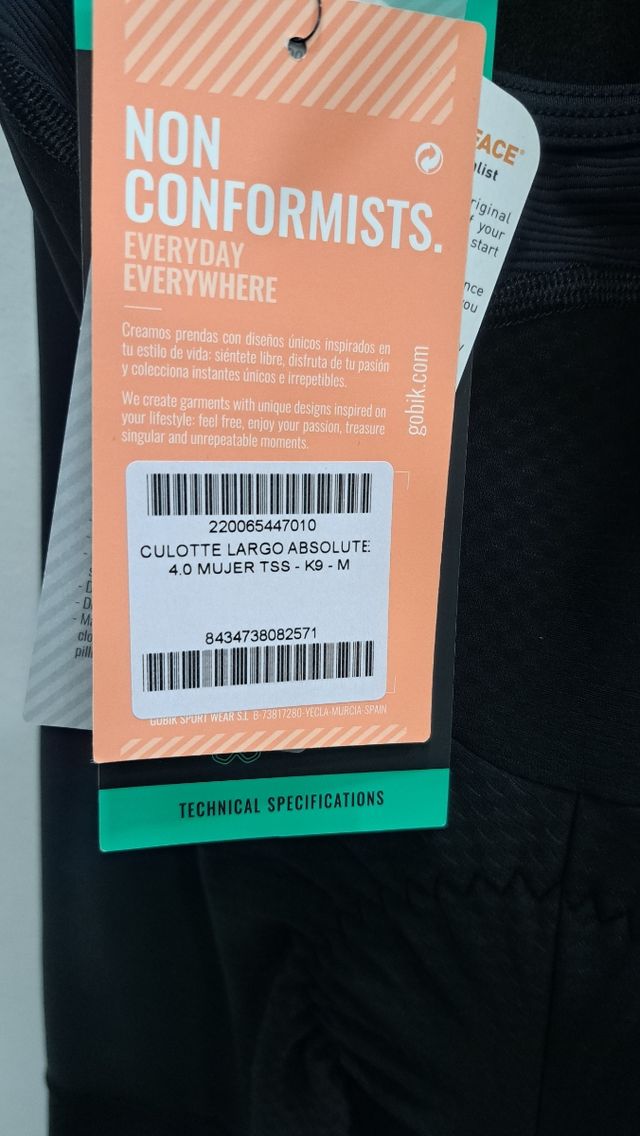 NON
CONFORMISTS.
EVERYDAY
EVERYWHERE
Creamos prendas con diseños únicos inspirados en
tu estilo de vida: siéntete libre, disfruta de tu pasión
y colecciona instantes únicos e irrepetibles.
We create garments with unique designs inspired on
your lifestyle: feel free, enjoy your passion, treasure
singular and unrepeatable moments.
gobik.com
220065447010
CULOTTE LARGO ABSOLUTE
4.0 MUJER TSS - K9 - M
8434738082571
GOBIK SPORT WEAR S.L. B-73817280-YECLA-MURCIA-SPAIN
TECHNICAL SPECIFICATIONS
FACE®
your
start